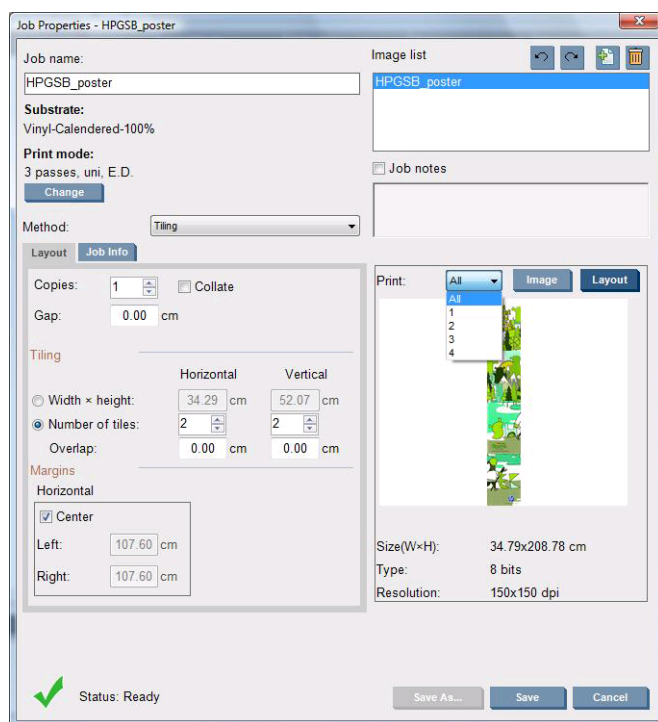 Job Properties - HPGSB_poster
Job name:
HPGSB_poster
Substrate:
Vinyl-Calendered-100%
Print mode:
3 passes, uni, E.D.
Change
Method:
Tiling
Image list
HPGSB_poster
Job notes
Layout
Job Info
Copies:
1
Collate
Gap:
0.00 cm
Tiling
Horizontal Vertical
Width × height:
34.29 cm
52.07 cm
Number of tiles:
2
2
Overlap:
0.00 cm
0.00 cm
Margins
Horizontal
Center
Left:
107.60 cm
Right:
107.60 cm
Print:
All
Image
Layout
All
1
2
3
4
Size(W×H): 34.79x208.78 cm
Type: 8 bits
Resolution: 150x150 dpi
Status: Ready
Save As...
Save
Cancel